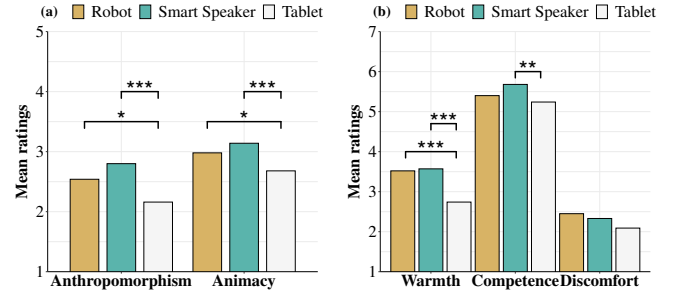 (a) Robot Smart Speaker Tablet
5
4
3
2
1
Mean ratings
*** ***
* *
Anthropomorphism Animacy
(b) Robot Smart Speaker Tablet
7
6
5
4
3
2
1
Mean ratings
**
***
***
Warmth Competence Discomfort